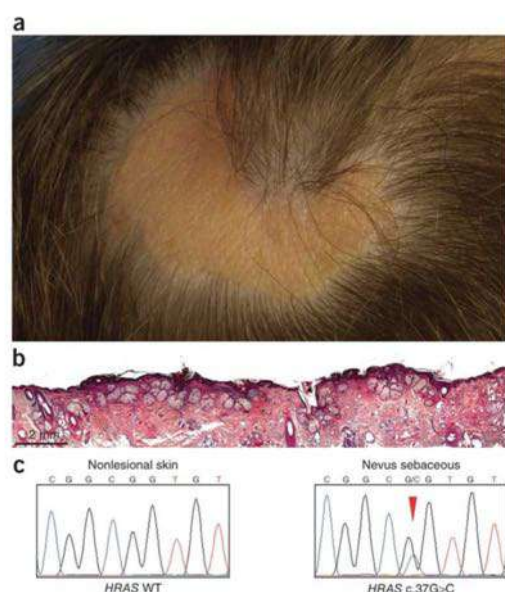 a
b
2 mm
c
Nonlesional skin
Nevus sebaceous
C G G C G G T G T
C G G C G/C G T G T
HRAS WT
HRAS c.37G>C